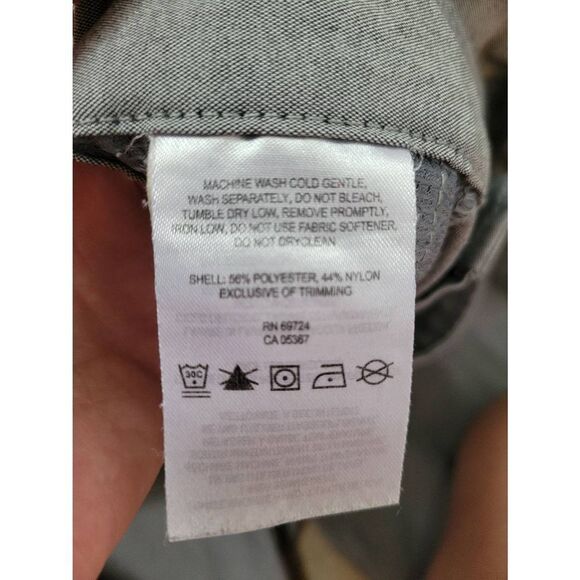 MACHINE WASH COLD GENTLE,
WASH SEPARATELY, DO NOT BLEACH,
TUMBLE DRY LOW, REMOVE PROMPTLY,
IRON LOW, DO NOT USE FABRIC SOFTENER,
DO NOT DRYCLEAN
SHELL: 56% POLYESTER, 44% NYLON
EXCLUSIVE OF TRIMMING
RN 69724
CA 05367
30C